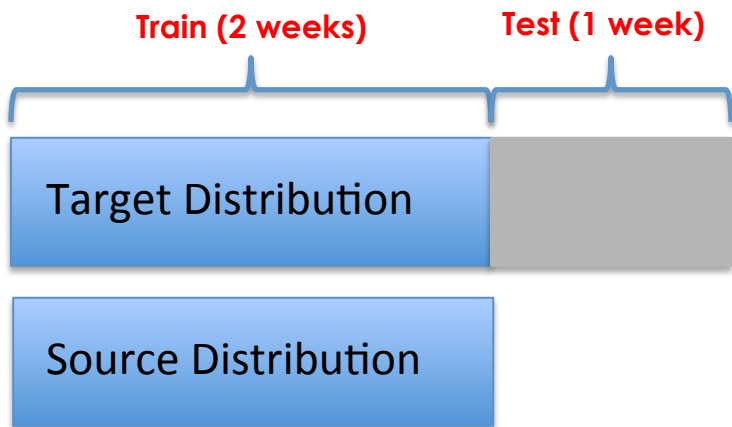 Train (2 weeks)
Test (1 week)
Target Distribution
Source Distribution